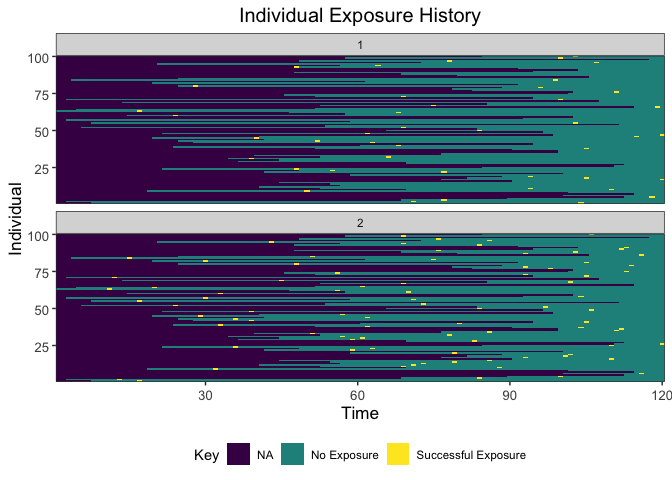 Individual Exposure History
1
100
75
50
25
2
100
75
50
25
Individual
30 60 90 120
Time
Key NA No Exposure Successful Exposure